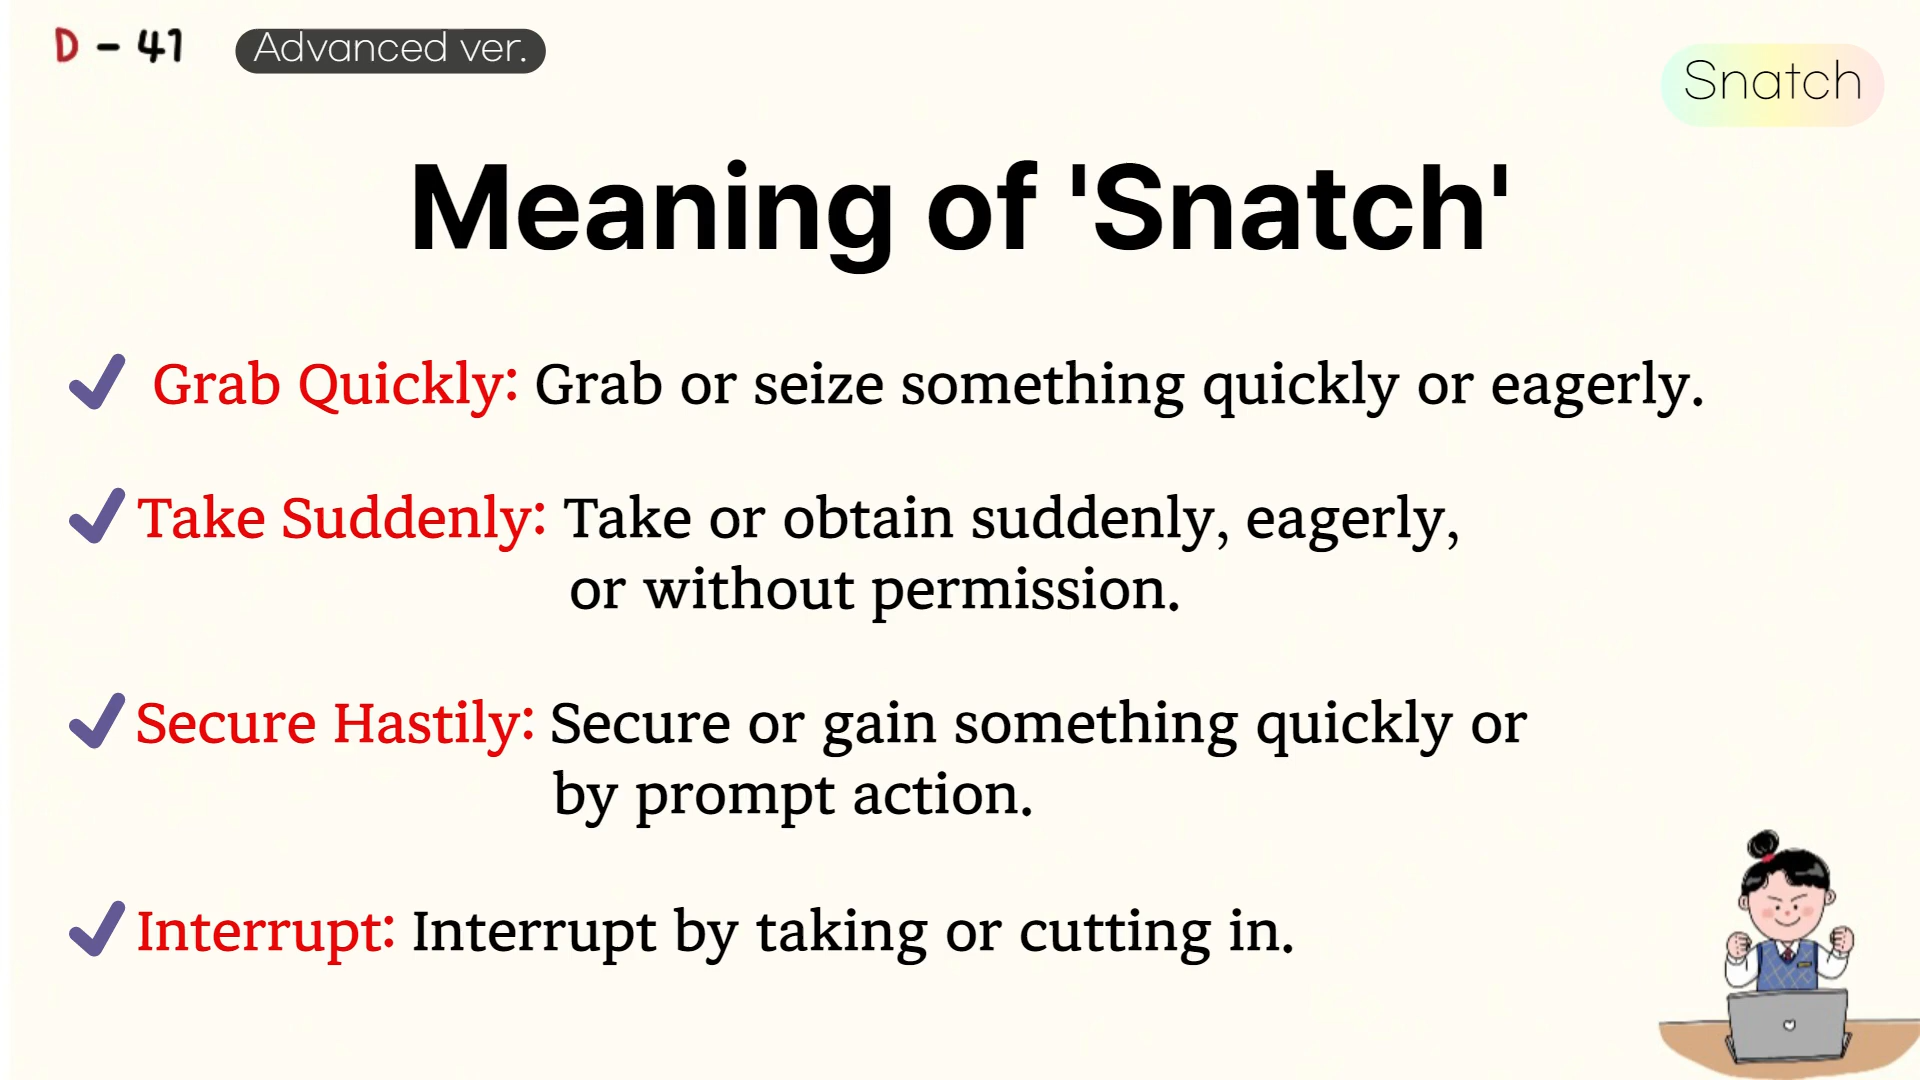 D - 41
Advanced ver.
Snatch
Meaning of 'Snatch'
Grab Quickly: Grab or seize something quickly or eagerly.
Take Suddenly: Take or obtain suddenly, eagerly,
or without permission.
Secure Hastily: Secure or gain something quickly or
by prompt action.
Interrupt: Interrupt by taking or cutting in.